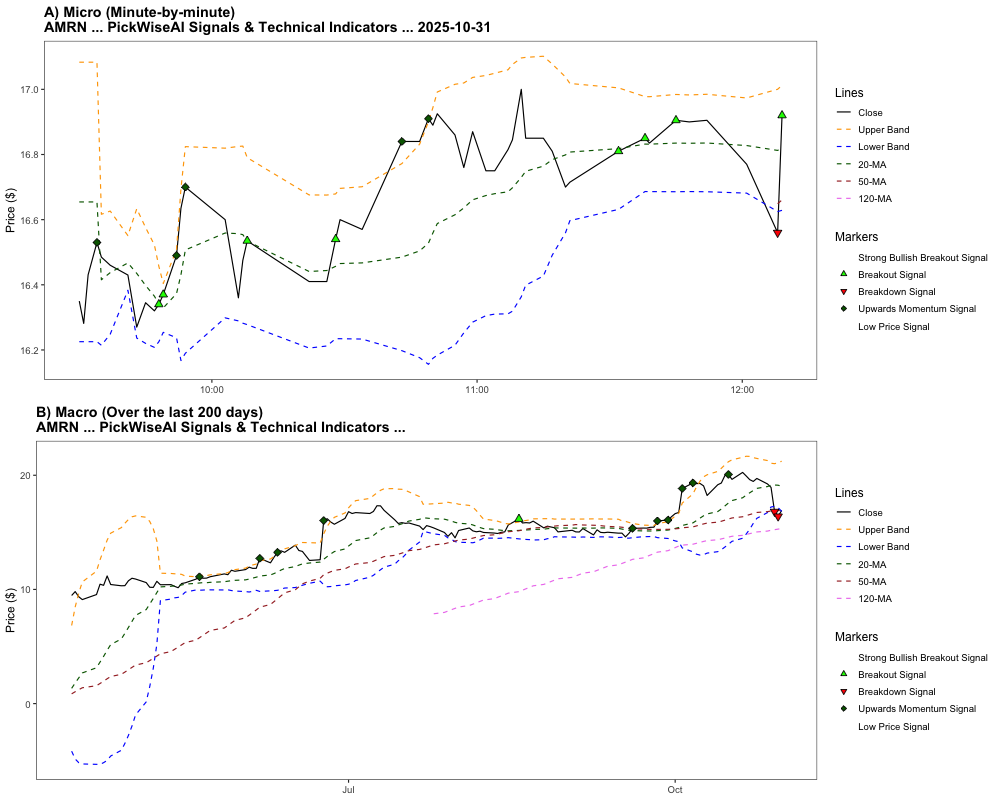 A) Micro (Minute-by-minute)
AMRN ... PickWiseAI Signals & Technical Indicators ... 2025-10-31
Price ($)
17.0
16.8
16.6
16.4
16.2
10:00
11:00
12:00
Lines
Close
Upper Band
Lower Band
20-MA
50-MA
120-MA
Markers
Strong Bullish Breakout Signal
Breakout Signal
Breakdown Signal
Upwards Momentum Signal
Low Price Signal
B) Macro (Over the last 200 days)
AMRN ... PickWiseAI Signals & Technical Indicators ...
Price ($)
20
10
0
Jul
Oct
Lines
Close
Upper Band
Lower Band
20-MA
50-MA
120-MA
Markers
Strong Bullish Breakout Signal
Breakout Signal
Breakdown Signal
Upwards Momentum Signal
Low Price Signal